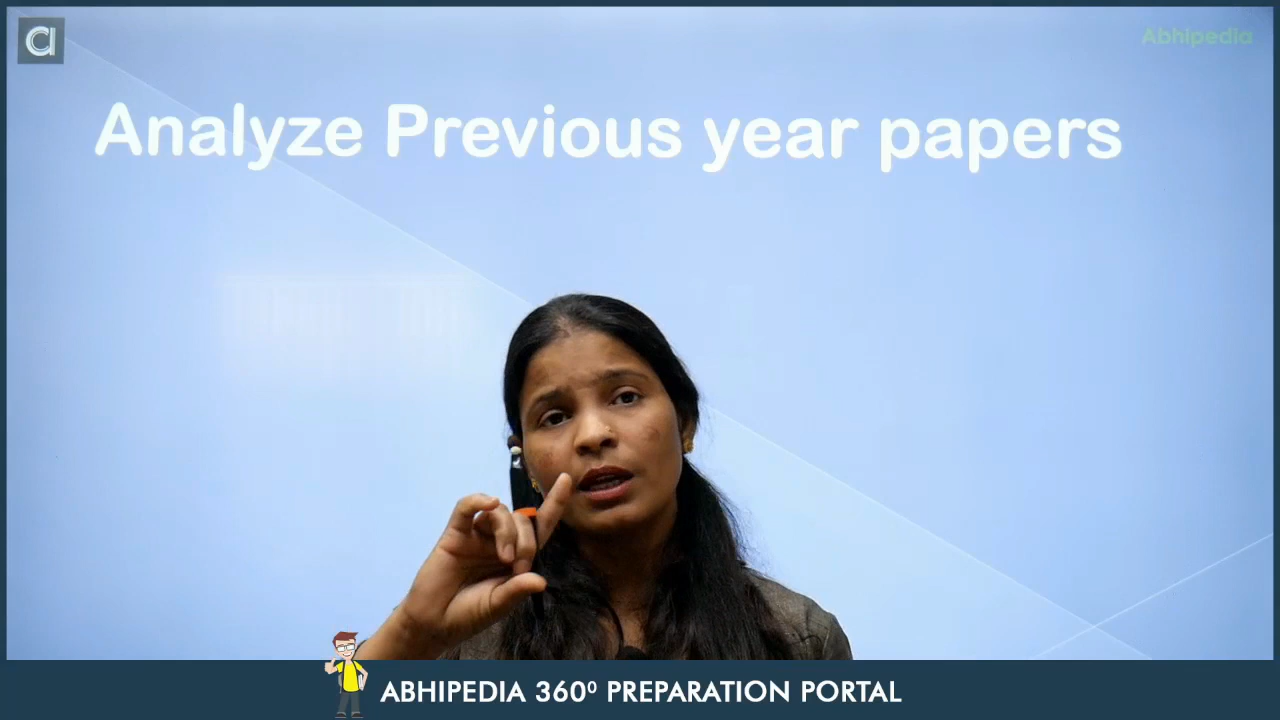 Abhipedia
Analyze Previous year papers
ABHIPEDIA 360⁰ PREPARATION PORTAL